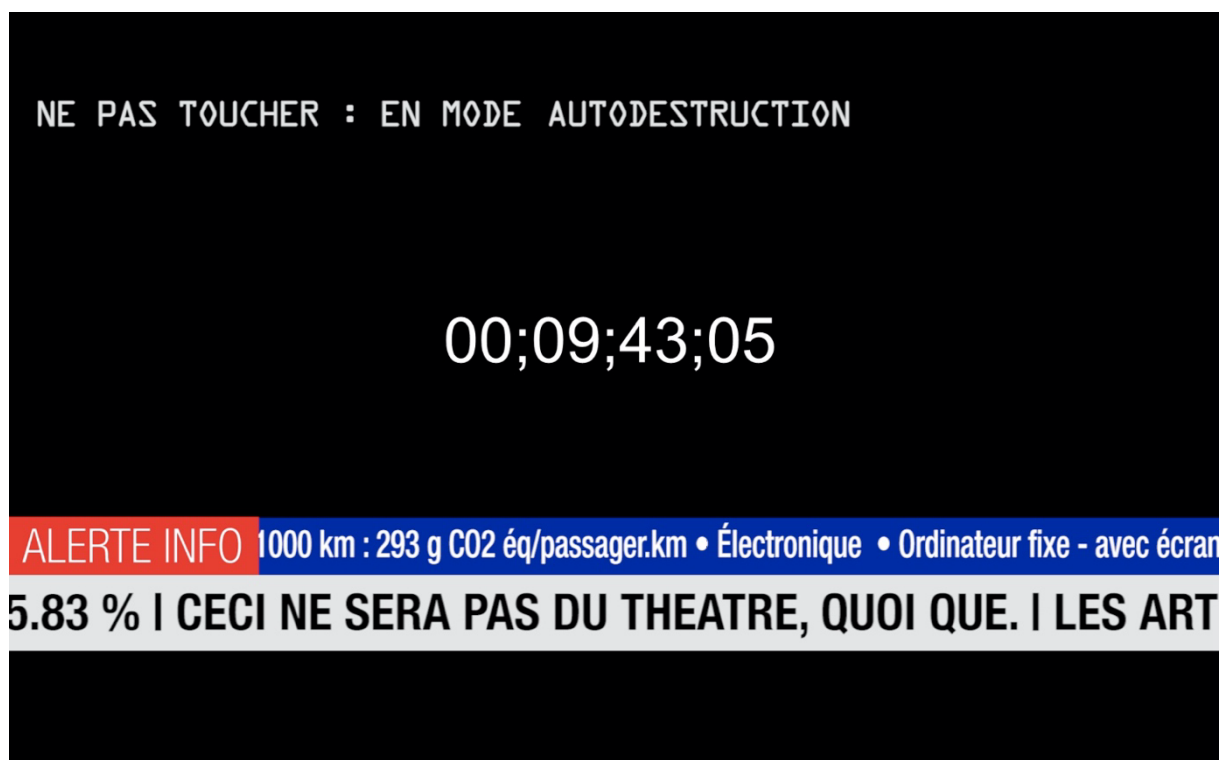 NE PAS TOUCHER : EN MODE AUTODESTRUCTION
00;09;43;05
ALERTE INFO 1000 km : 293 g CO2 éq/passager.km • Électronique • Ordinateur fixe - avec écran
5.83 % | CECI NE SERA PAS DU THEATRE, QUOI QUE. | LES ART